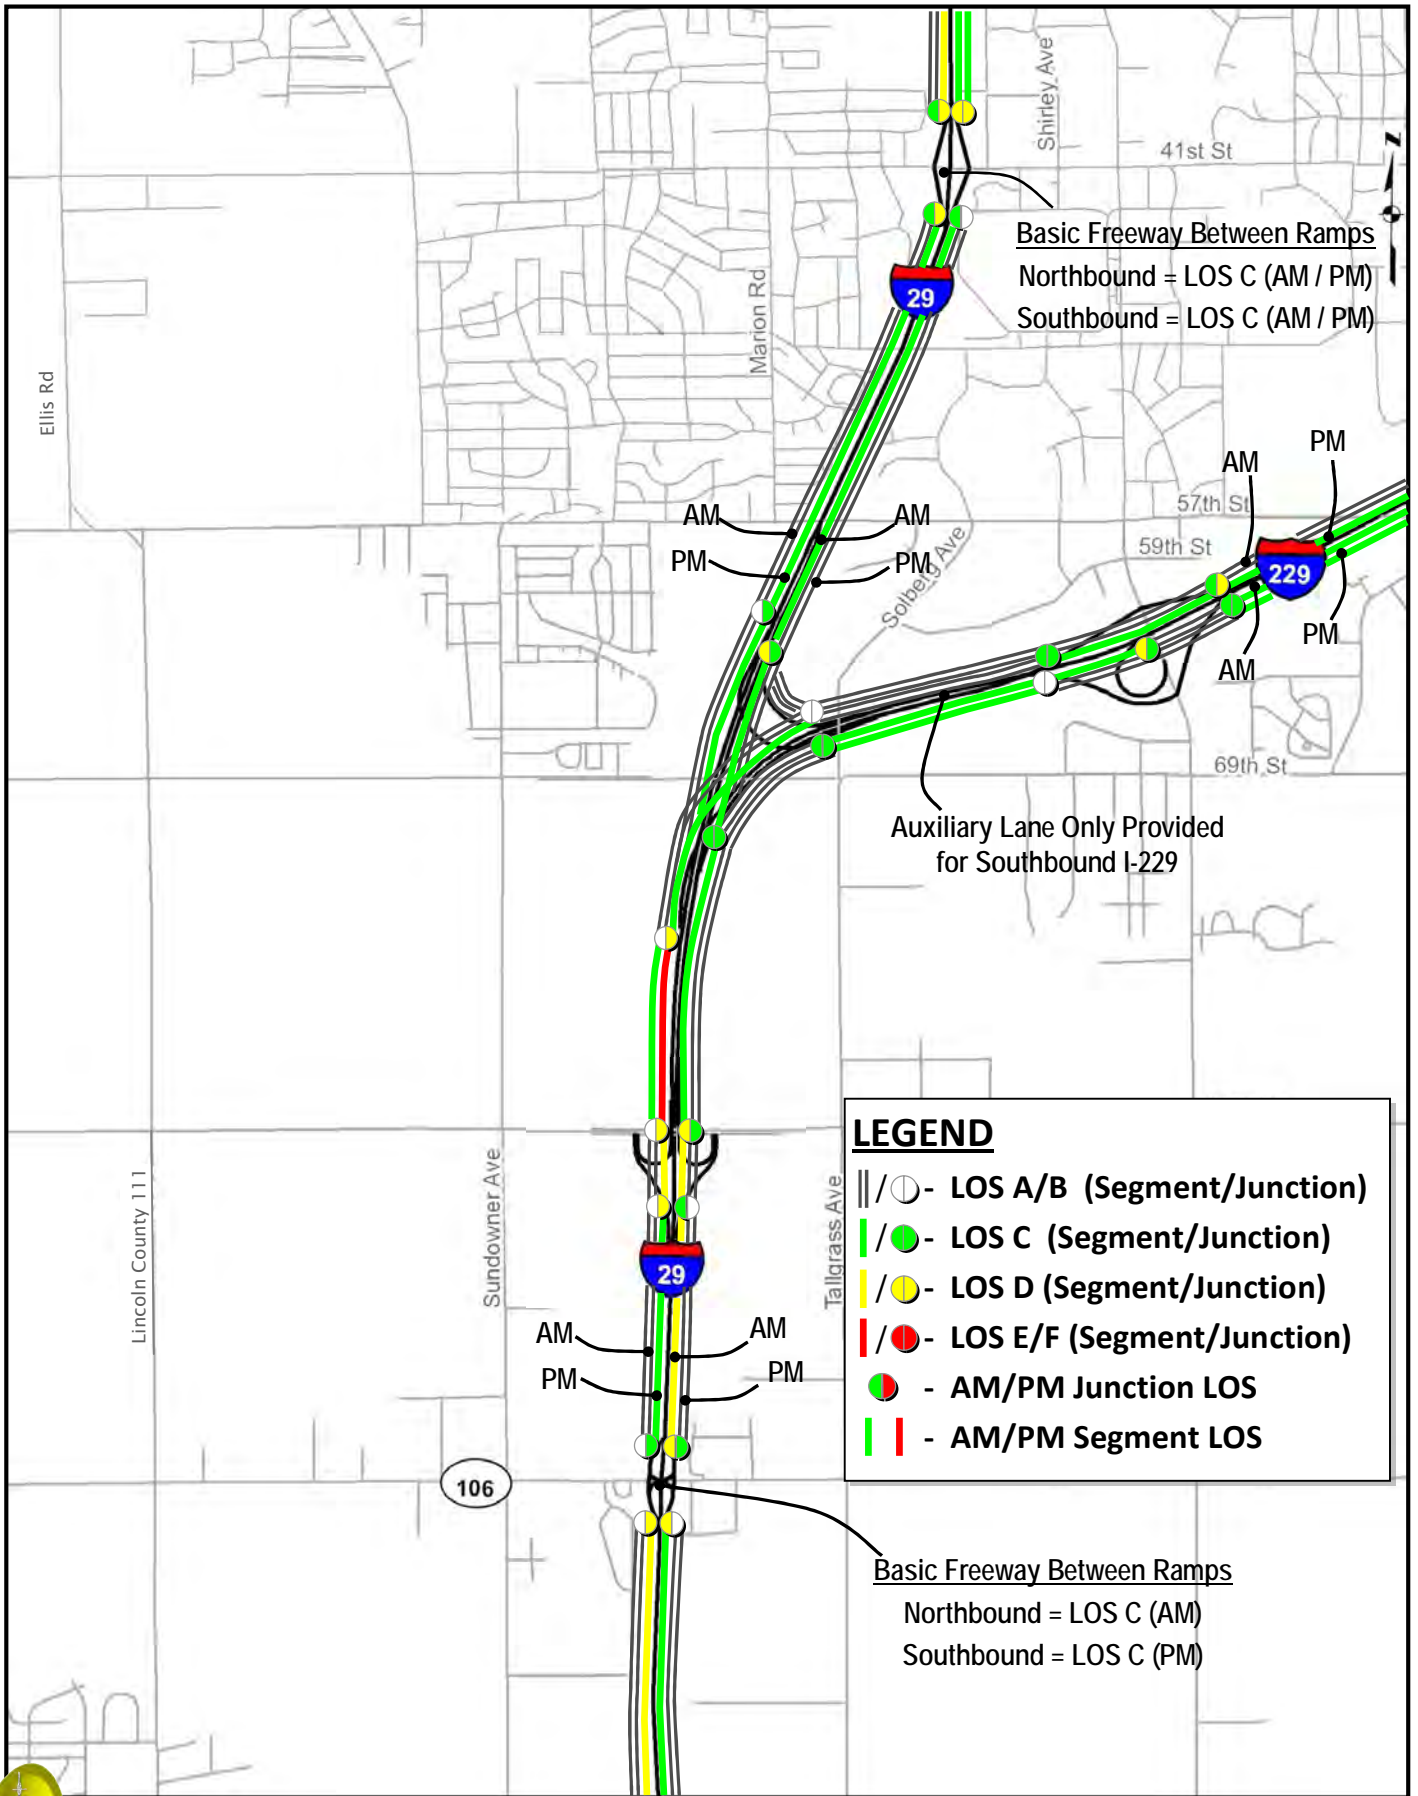 Shirley Ave
41st St
N
Basic Freeway Between Ramps
Northbound = LOS C (AM / PM)
Southbound = LOS C (AM / PM)
29
Marion Rd
Ellis Rd
PM
AM
57th St
AM
AM
59th St
PM
PM
Solberg Ave
229
PM
AM
69th St
Auxiliary Lane Only Provided
for Southbound I-229
LEGEND
/ - LOS A/B (Segment/Junction)
/ - LOS C (Segment/Junction)
/ - LOS D (Segment/Junction)
/ - LOS E/F (Segment/Junction)
- AM/PM Junction LOS
- AM/PM Segment LOS
Lincoln County 111
Sundowner Ave
Tallgrass Ave
29
AM
AM
PM
PM
106
Basic Freeway Between Ramps
Northbound = LOS C (AM)
Southbound = LOS C (PM)